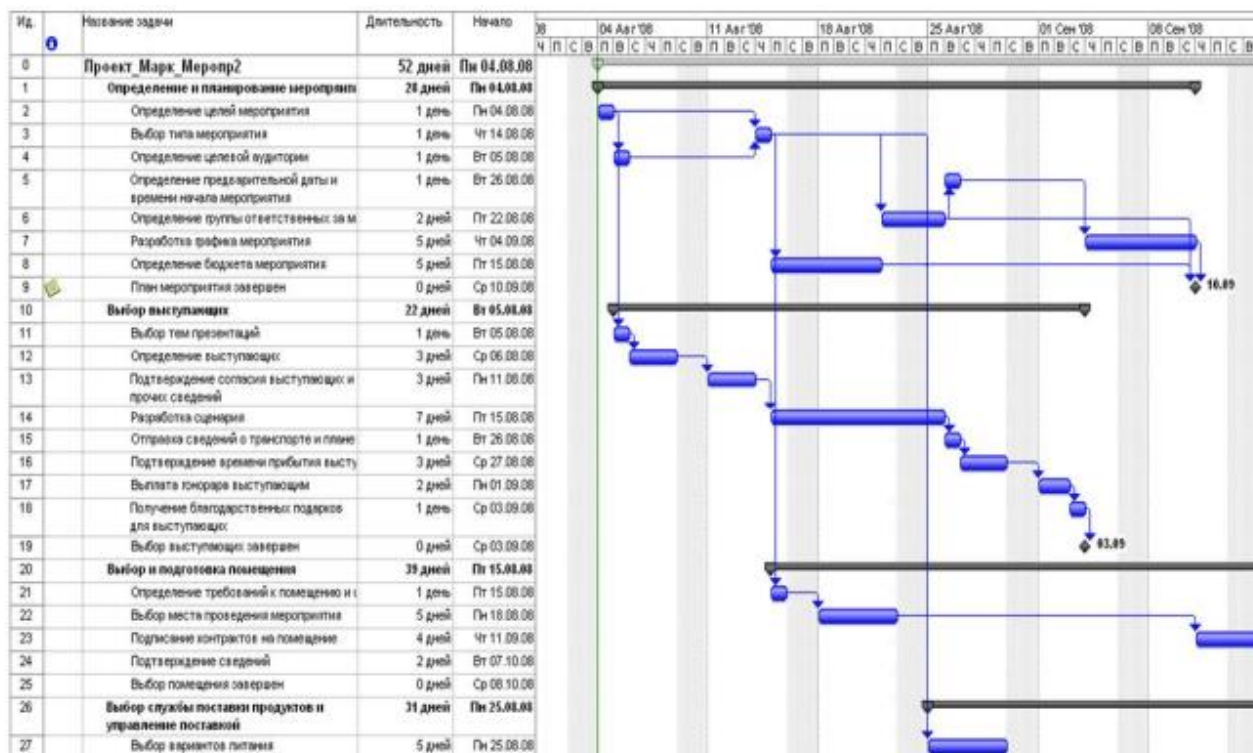 Ид. Название задачи Длительность Начало 08 04 Авг '08 11 Авг '08 18 Авг '08 25 Авг '08 01 Сен '08 08 Сен '08
Ч П С В П В С Ч П С В П В С Ч П С В П В С Ч П С В П В С Ч П С В П В С Ч П С В П В С Ч П С В
0 Проект_Марк_Меропр2 52 дней Пн 04.08.08
1 Определение и планирование 28 дней Пн 04.08.08
2 Определение целей мероприятия 1 день Пн 04.08.08
3 Выбор типа мероприятия 1 день Чт 14.08.08
4 Определение целевой аудитории 1 день Вт 05.08.08
5 Определение предварительной даты и 1 день Вт 26.08.08
времени начала мероприятия
6 Определение группы ответственных за м 2 дней Пт 22.08.08
7 Разработка графика мероприятия 5 дней Чт 04.09.08
8 Определение бюджета мероприятия 5 дней Пт 15.08.08
9 План мероприятия завершен 0 дней Ср 10.09.08 10.09
10 Выбор выступающих 22 дней Вт 05.08.08
11 Выбор тем презентаций 1 день Вт 05.08.08
12 Определение выступающих 3 дней Ср 06.08.08
13 Подтверждение согласия выступающих и 3 дней Пн 11.08.08
прочих сведений
14 Разработка сценария 7 дней Пт 15.08.08
15 Отправка сведений о транспорте и плане 1 день Вт 26.08.08
16 Подтверждение времени прибытия высту 3 дней Ср 27.08.08
17 Выплата гонорара выступающим 2 дней Пн 01.09.08
18 Получение благодарственных подарков 1 день Ср 03.09.08
для выступающих
19 Выбор выступающих завершен 0 дней Ср 03.09.08 03.09
20 Выбор и подготовка помещения 39 дней Пт 15.08.08
21 Определение требований к помещению и 1 день Пт 15.08.08
22 Выбор места проведения мероприятия 5 дней Пн 18.08.08
23 Подписание контрактов на помещение 4 дней Чт 11.09.08
24 Подтверждение сведений 2 дней Вт 07.10.08
25 Выбор помещения завершен 0 дней Ср 08.10.08
26 Выбор службы поставки продуктов и 31 дней Пн 25.08.08
управление поставкой
27 Выбор вариантов питания 5 дней Пн 25.08.08